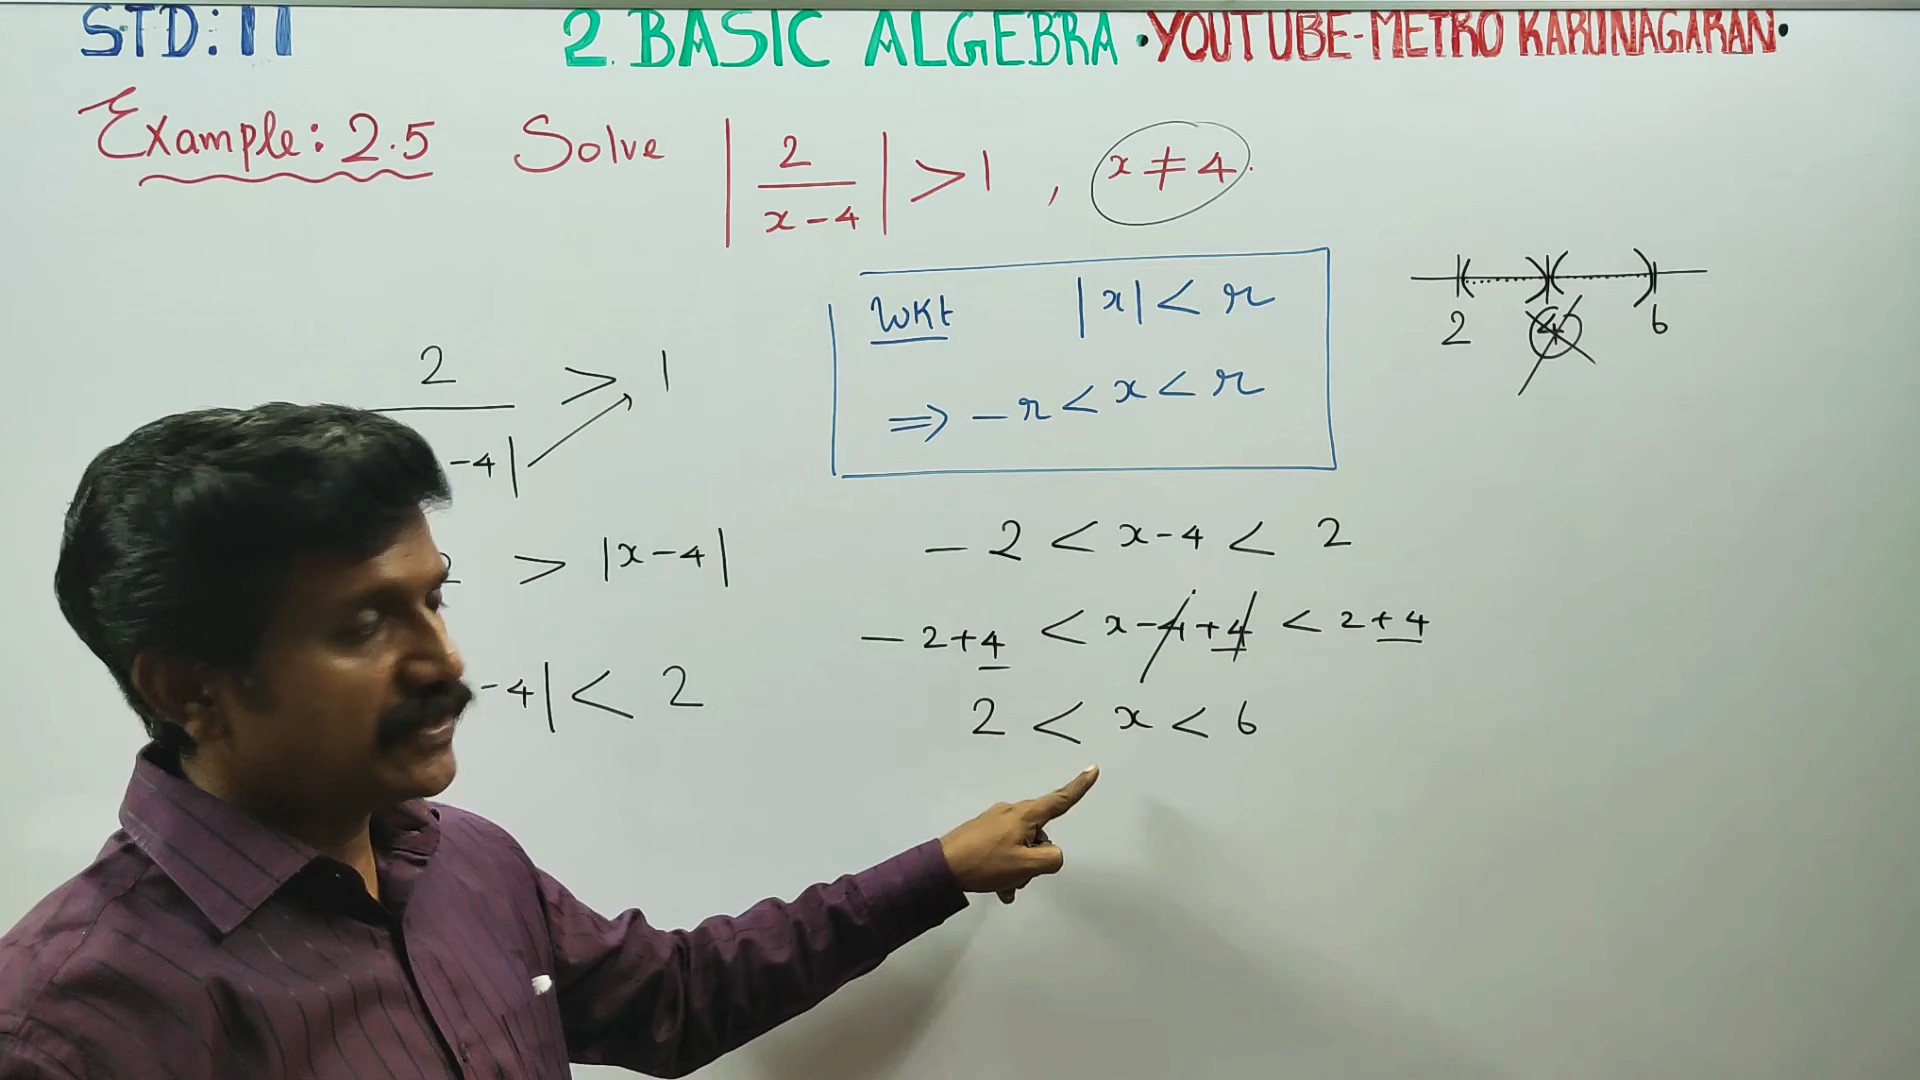 STD: 11 2. BASIC ALGEBRA • YOUTUBE-METRO KARUNAGARAN •
Example: 2.5 Solve |2/(x-4)| > 1, x ≠ 4.
2 4 6
WKt |x| < r
⇒ -r < x < r
2 > 1
-4|
> |x-4|
-4| < 2
-2 < x-4 < 2
-2+4 < x-4+4 < 2+4
2 < x < 6